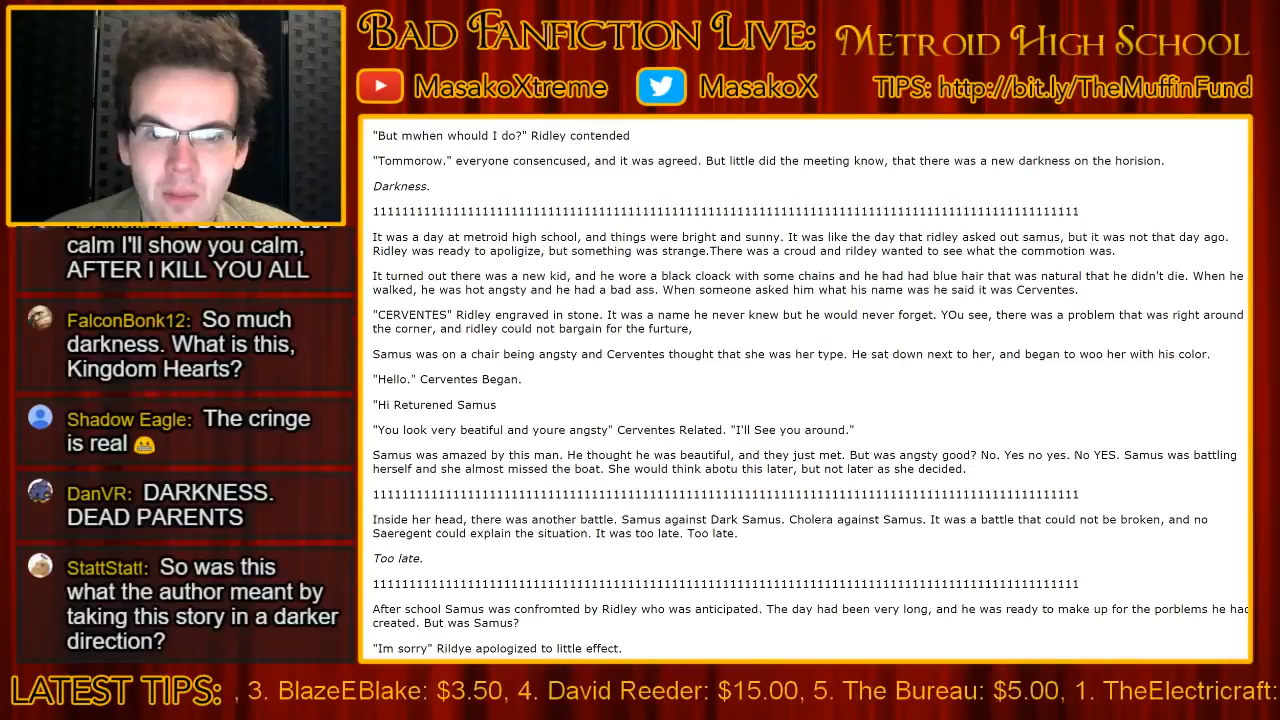 BAD FANFICTION LIVE: METROID HIGH SCHOOL
MasakoXtreme MasakoX TIPS: http://bit.ly/TheMuffinFund
calm I'll show you calm,
AFTER I KILL YOU ALL
FalconBonk12: So much
darkness. What is this,
Kingdom Hearts?
Shadow Eagle: The cringe
is real
DanVR: DARKNESS.
DEAD PARENTS
StattStatt: So was this
what the author meant by
taking this story in a darker
direction?
"But mwhen whould I do?" Ridley contended
"Tommorow." everyone consencused, and it was agreed. But little did the meeting know, that there was a new darkness on the horision.
Darkness.
1111111111111111111111111111111111111111111111111111111111111111111111111111111111111111111111111
It was a day at metroid high school, and things were bright and sunny. It was like the day that ridley asked out samus, but it was not that day ago.
Ridley was ready to apoligize, but something was strange.There was a croud and rildey wanted to see what the commotion was.
It turned out there was a new kid, and he wore a black cloack with some chains and he had had blue hair that was natural that he didn't die. When he
walked, he was hot angsty and he had a bad ass. When someone asked him what his name was he said it was Cerventes.
"CERVENTES" Ridley engraved in stone. It was a name he never knew but he would never forget. YOu see, there was a problem that was right around
the corner, and ridley could not bargain for the furture,
Samus was on a chair being angsty and Cerventes thought that she was her type. He sat down next to her, and began to woo her with his color.
"Hello." Cerventes Began.
"Hi Returened Samus
"You look very beatiful and youre angsty" Cerventes Related. "I'll See you around."
Samus was amazed by this man. He thought he was beautiful, and they just met. But was angsty good? No. Yes no yes. No YES. Samus was battling
herself and she almost missed the boat. She would think abotu this later, but not later as she decided.
1111111111111111111111111111111111111111111111111111111111111111111111111111111111111111111111111
Inside her head, there was another battle. Samus against Dark Samus. Cholera against Samus. It was a battle that could not be broken, and no
Saeregent could explain the situation. It was too late. Too late.
Too late.
1111111111111111111111111111111111111111111111111111111111111111111111111111111111111111111111111
After school Samus was confromted by Ridley who was anticipated. The day had been very long, and he was ready to make up for the porblems he had
created. But was Samus?
"Im sorry" Rildye apologized to little effect.
LATEST TIPS: , 3. BlazeEBlake: $3.50, 4. David Reeder: $15.00, 5. The Bureau: $5.00, 1. TheElectricraft: